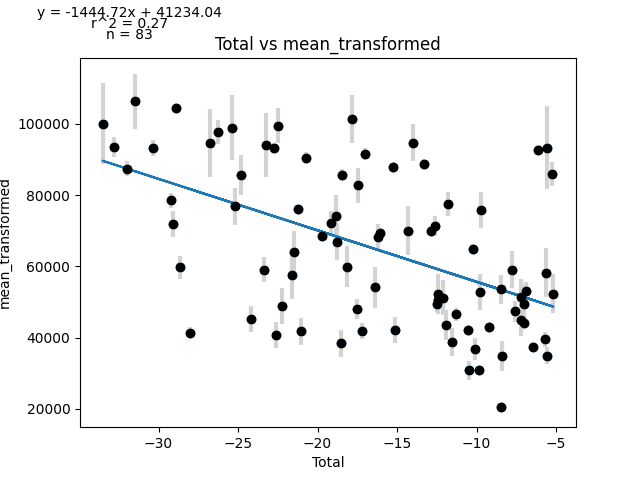 y = -1444.72x + 41234.04
r^2 = 0.27
n = 83
Total vs mean_transformed
mean_transformed
100000
80000
60000
40000
20000
−30
−25
−20
−15
−10
−5
Total